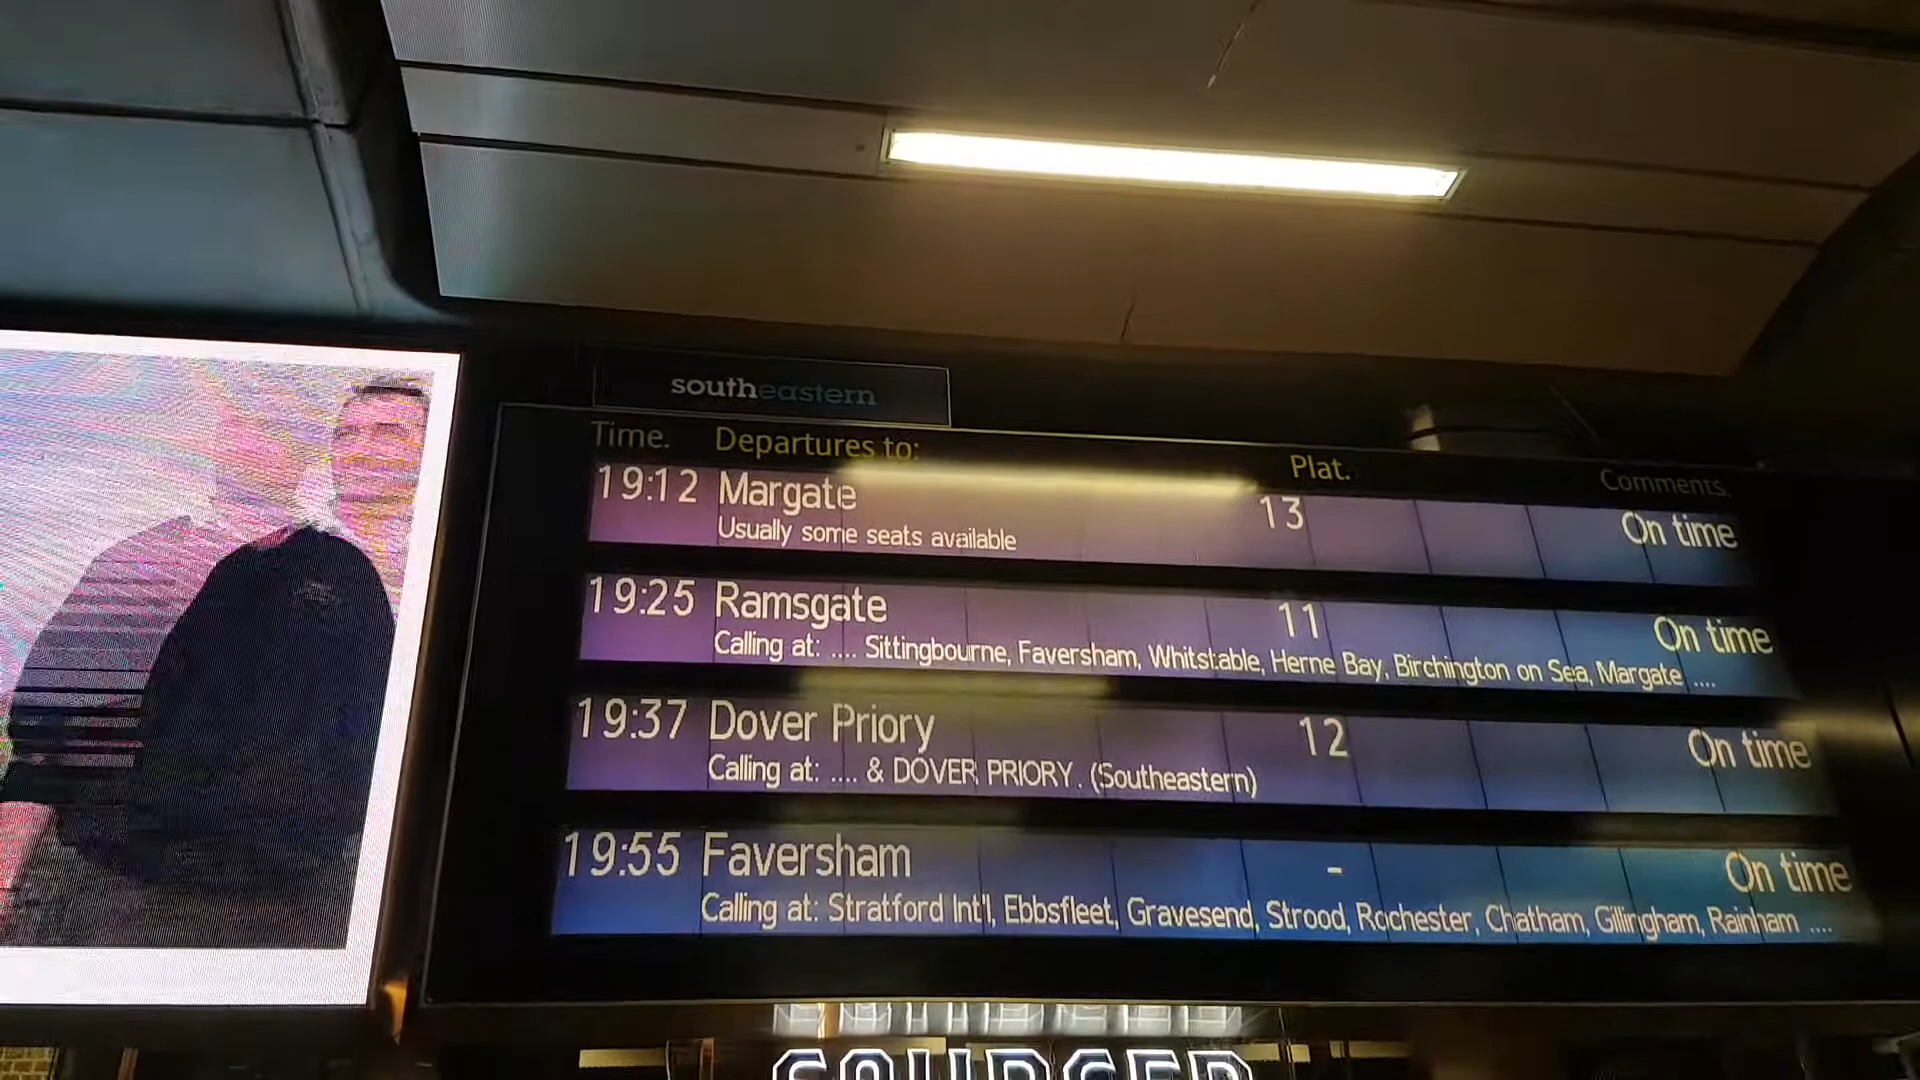 southeastern
Time. Departures to: Plat. Comments.
19:12 Margate 13 On time
Usually some seats available
19:25 Ramsgate 11 On time
Calling at: .... Sittingbourne, Faversham, Whitstable, Herne Bay, Birchington on Sea, Margate ....
19:37 Dover Priory 12 On time
Calling at: .... & DOVER PRIORY. (Southeastern)
19:55 Faversham - On time
Calling at: Stratford Int'l, Ebbsfleet, Gravesend, Strood, Rochester, Chatham, Gillingham, Rainham ....
SOURCED